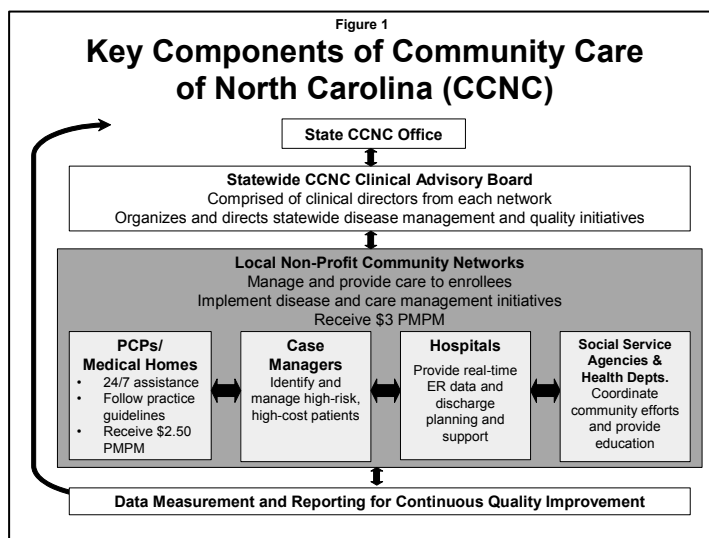 Figure 1
Key Components of Community Care
of North Carolina (CCNC)
State CCNC Office
Statewide CCNC Clinical Advisory Board
Comprised of clinical directors from each network
Organizes and directs statewide disease management and quality initiatives
Local Non-Profit Community Networks
Manage and provide care to enrollees
Implement disease and care management initiatives
Receive $3 PMPM
PCPs/
Medical Homes
• 24/7 assistance
• Follow practice
guidelines
• Receive $2.50
PMPM
Case
Managers
Identify and
manage high-risk,
high-cost patients
Hospitals
Provide real-time
ER data and
discharge
planning and
support
Social Service
Agencies &
Health Depts.
Coordinate
community efforts
and provide
education
Data Measurement and Reporting for Continuous Quality Improvement